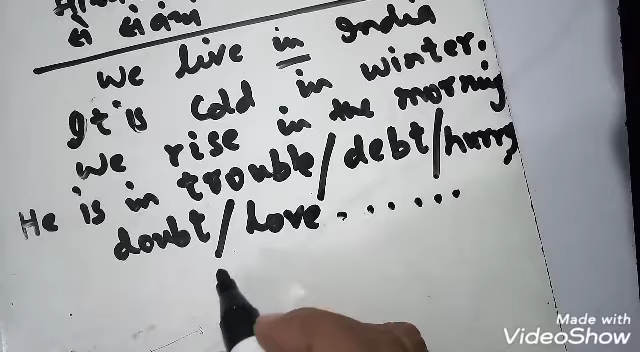 We live in India
It is cold in winter.
We rise in the morning
He is in trouble/debt/hurry
doubt/love.......
Made with
VideoShow